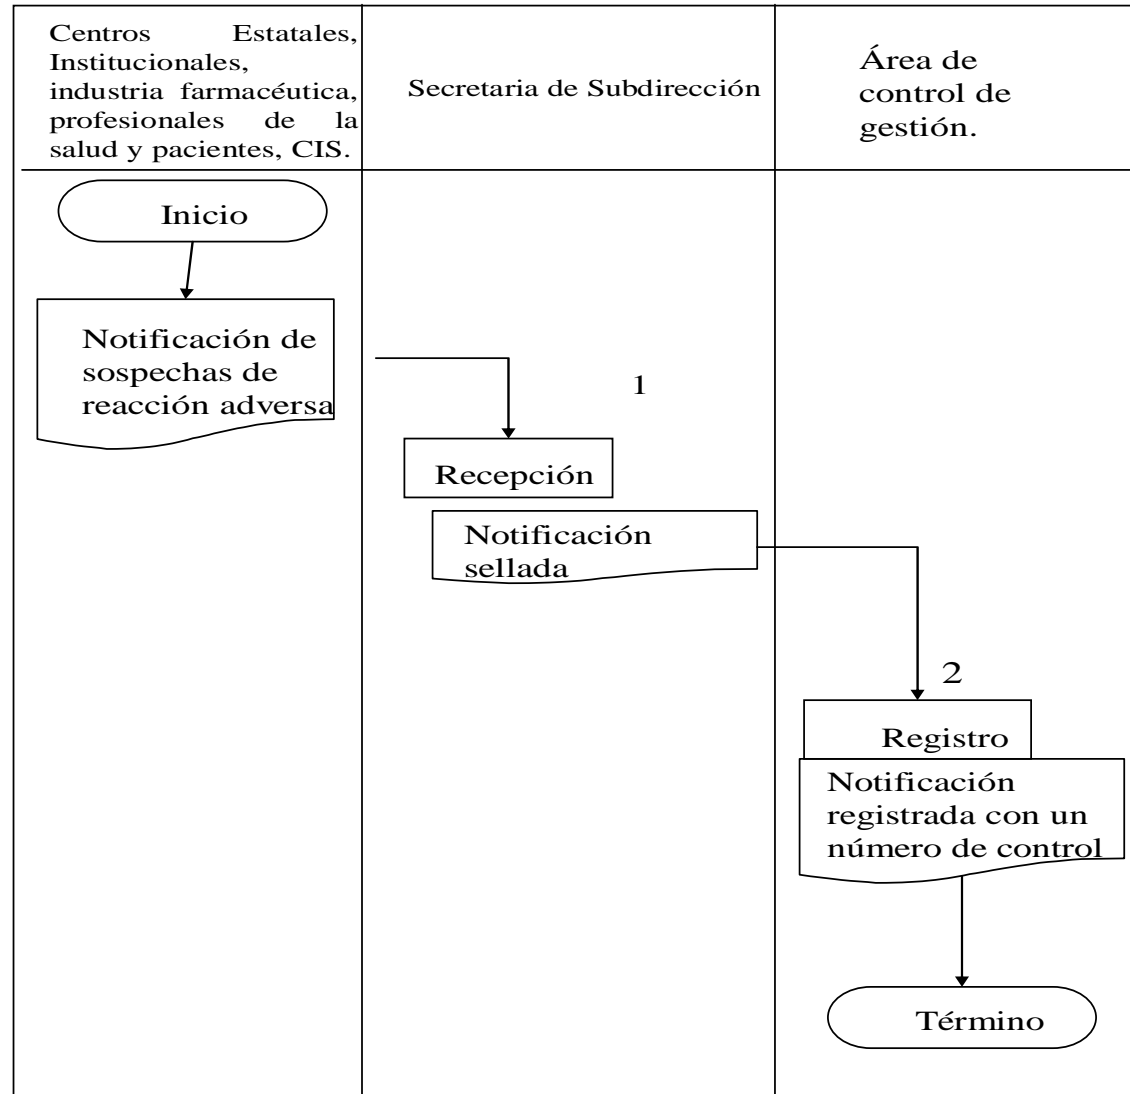 Centros Estatales,
Institucionales,
industria farmacéutica,
profesionales de la
salud y pacientes, CIS.
Secretaria de Subdirección
Área de
control de
gestión.
Inicio
Notificación de
sospechas de
reacción adversa
1
Recepción
Notificación
sellada
2
Registro
Notificación
registrada con un
número de control
Término